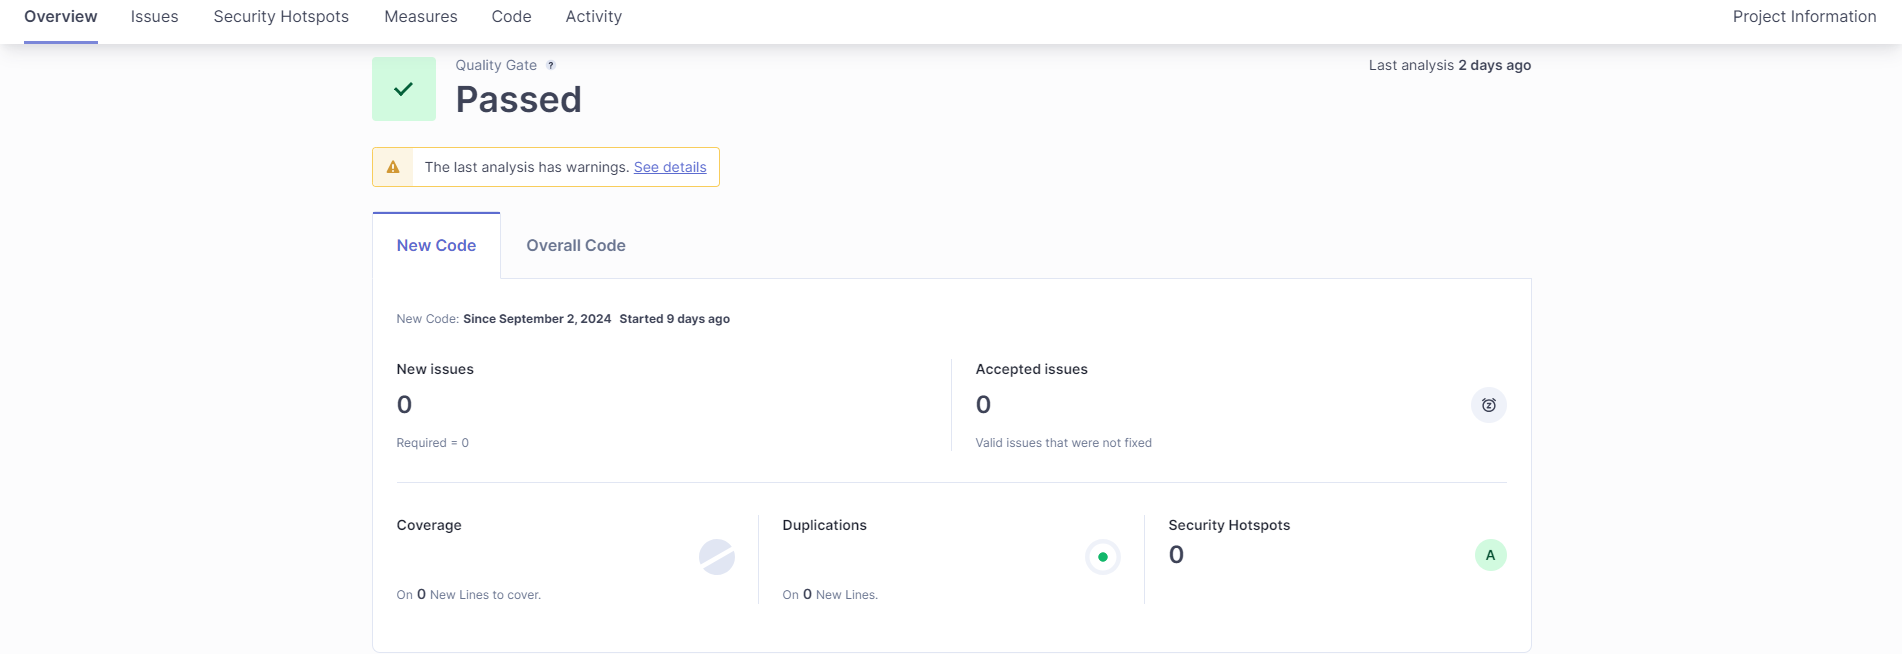 Overview Issues Security Hotspots Measures Code Activity Project Information
Quality Gate ?
Last analysis 2 days ago
Passed
The last analysis has warnings. See details
New Code Overall Code
New Code: Since September 2, 2024 Started 9 days ago
New issues
0
Required = 0
Accepted issues
0
Valid issues that were not fixed
Coverage
On 0 New Lines to cover.
Duplications
On 0 New Lines.
Security Hotspots
0
A